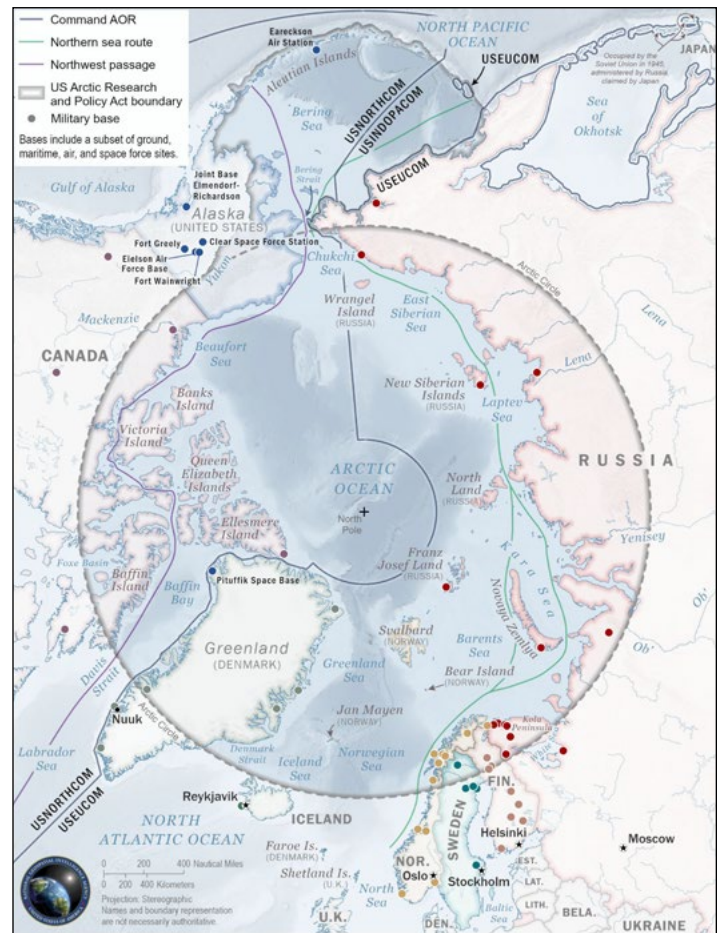 Command AOR
Northern sea route
Northwest passage
US Arctic Research
and Policy Act boundary
Military base
Bases include a subset of ground,
maritime, air, and space force sites.
Eareckson
Air Station
NORTH PACIFIC
OCEAN
USEUCOM
JAPAN
Occupied by the
Soviet Union in 1945,
administered by Russia,
claimed by Japan
Aleutian Islands
Bering
Sea
USNORTHCOM
USINDOPACOM
Sea
of
Okhotsk
Bering
Strait
USEUCOM
Gulf of Alaska
Joint Base
Elmendorf-
Richardson
Alaska
(UNITED STATES)
Fort Greely
Clear Space Force Station
Eielson Air
Force Base
Fort Wainwright
Yukon
Chukchi
Sea
Arctic Circle
Wrangel
Island
(RUSSIA)
East
Siberian
Sea
Mackenzie
Beaufort
Sea
Lena
Lena
CANADA
Banks
Island
New Siberian
Islands
(RUSSIA)
Laptev
Sea
Victoria
Island
Queen
Elizabeth
Islands
ARCTIC
OCEAN
RUSSIA
North
Pole
North
Land
(RUSSIA)
Ellesmere
Island
Yenisey
Foxe Basin
Baffin
Island
Baffin
Bay
Pituffik Space Base
Franz
Josef Land
(RUSSIA)
Kara Sea
Novaya Zemlya
Ob'
Ob'
Greenland
(DENMARK)
Svalbard
(NORWAY)
Barents
Sea
Davis
Strait
Greenland
Sea
Bear Island
(NORWAY)
Nuuk
Arctic Circle
Jan Mayen
(NORWAY)
Kola
Peninsula
White Sea
Labrador
Sea
Denmark
Strait
Iceland
Sea
Norwegian
Sea
USNORTHCOM
USEUCOM
Reykjavik
ICELAND
FIN.
SWEDEN
NORTH
ATLANTIC OCEAN
Faroe Is.
(DENMARK)
Helsinki
Moscow
NOR.
Oslo
Stockholm
EST.
LAT.
LITH.
Shetland Is.
(U.K.)
North
Sea
Baltic
Sea
U.K.
DEN.
BELA.
UKRAINE
0 200 400 Nautical Miles
0 200 400 Kilometers
Projection: Stereographic
Names and boundary representation
are not necessarily authoritative.